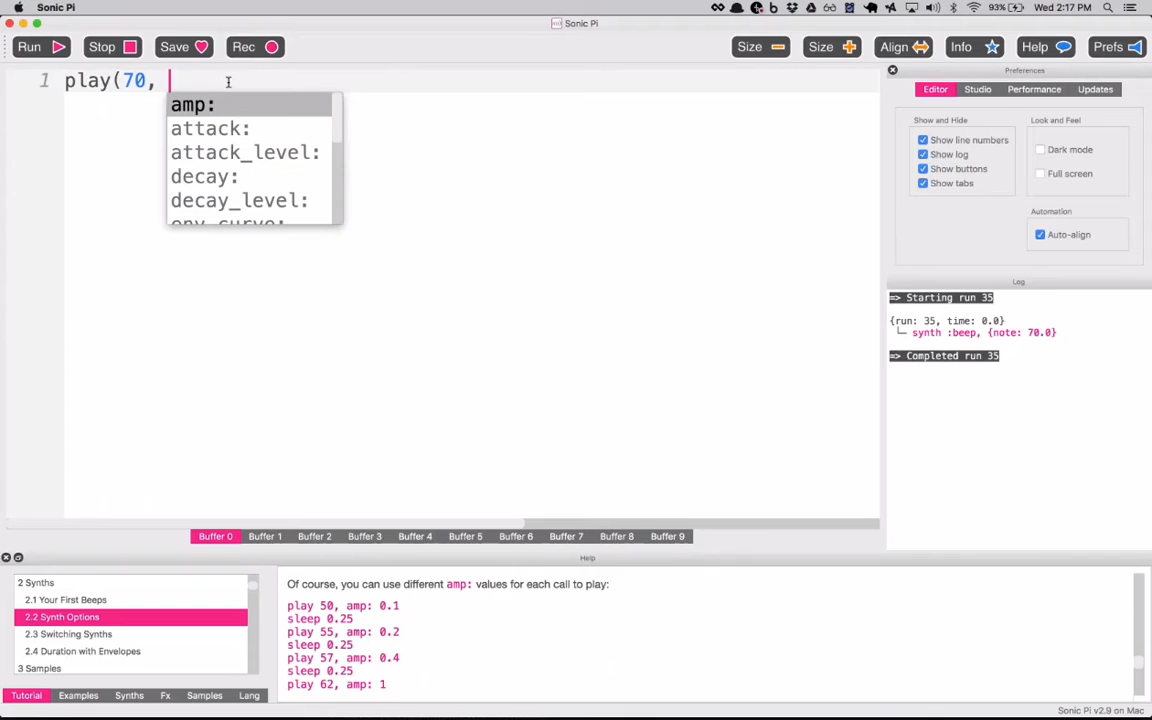 Sonic Pi
93%
Wed 2:17 PM
Sonic Pi
Run
Stop
Save
Rec
Size
Size
Align
Info
Help
Prefs
1 play(70,
amp:
attack:
attack_level:
decay:
decay_level:
env_curve:
Preferences
Editor Studio Performance Updates
Show and Hide
Show line numbers
Show log
Show buttons
Show tabs
Look and Feel
Dark mode
Full screen
Automation
Auto-align
Log
=> Starting run 35
{run: 35, time: 0.0}
└─ synth :beep, {note: 70.0}
=> Completed run 35
Buffer 0 Buffer 1 Buffer 2 Buffer 3 Buffer 4 Buffer 5 Buffer 6 Buffer 7 Buffer 8 Buffer 9
Help
2 Synths
2.1 Your First Beeps
2.2 Synth Options
2.3 Switching Synths
2.4 Duration with Envelopes
3 Samples
Tutorial Examples Synths Fx Samples Lang
Of course, you can use different amp: values for each call to play:
play 50, amp: 0.1
sleep 0.25
play 55, amp: 0.2
sleep 0.25
play 57, amp: 0.4
sleep 0.25
play 62, amp: 1
Sonic Pi v2.9 on Mac